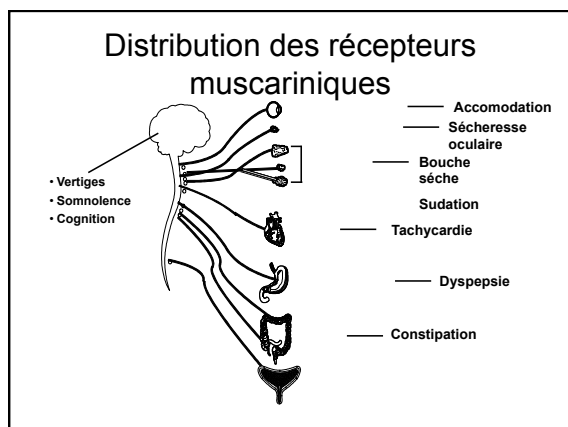 Distribution des récepteurs
muscariniques
Accomodation
Sécheresse
oculaire
Bouche
séche
• Vertiges
• Somnolence
• Cognition
Sudation
Tachycardie
Dyspepsie
Constipation